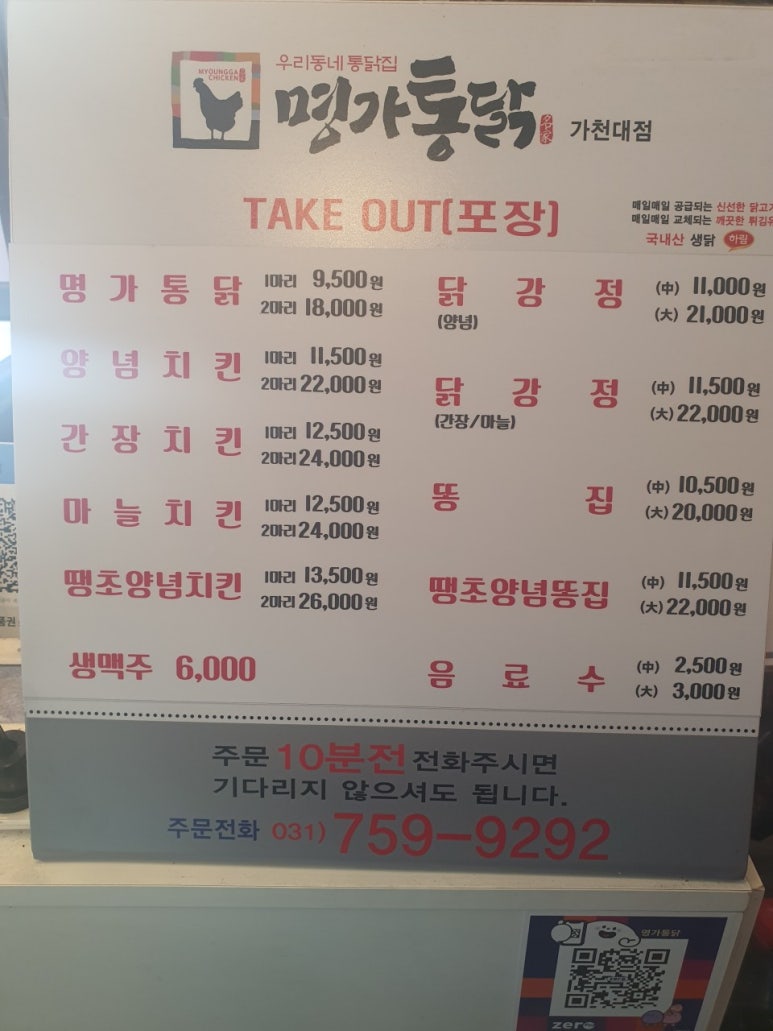 MYOUNGGA
CHICKEN
우리동네 통닭집
명가통닭 名家 가천대점
TAKE OUT(포장)
매일매일 공급되는 신선한 닭고기
매일매일 교체되는 깨끗한 튀김유
국내산 생닭 하림
명가통닭 1마리 9,500원
2마리 18,000원
양념치킨 1마리 11,500원
2마리 22,000원
간장치킨 1마리 12,500원
2마리 24,000원
마늘치킨 1마리 12,500원
2마리 24,000원
땡초양념치킨 1마리 13,500원
2마리 26,000원
생맥주 6,000
닭강정 (中) 11,000원
(양념) (大) 21,000원
닭강정 (中) 11,500원
(간장/마늘) (大) 22,000원
똥집 (中) 10,500원
(大) 20,000원
땡초양념똥집 (中) 11,500원
(大) 22,000원
음료수 (中) 2,500원
(大) 3,000원
주문 10분전 전화주시면
기다리지 않으셔도 됩니다.
주문전화 031) 759-9292
명가통닭
zero